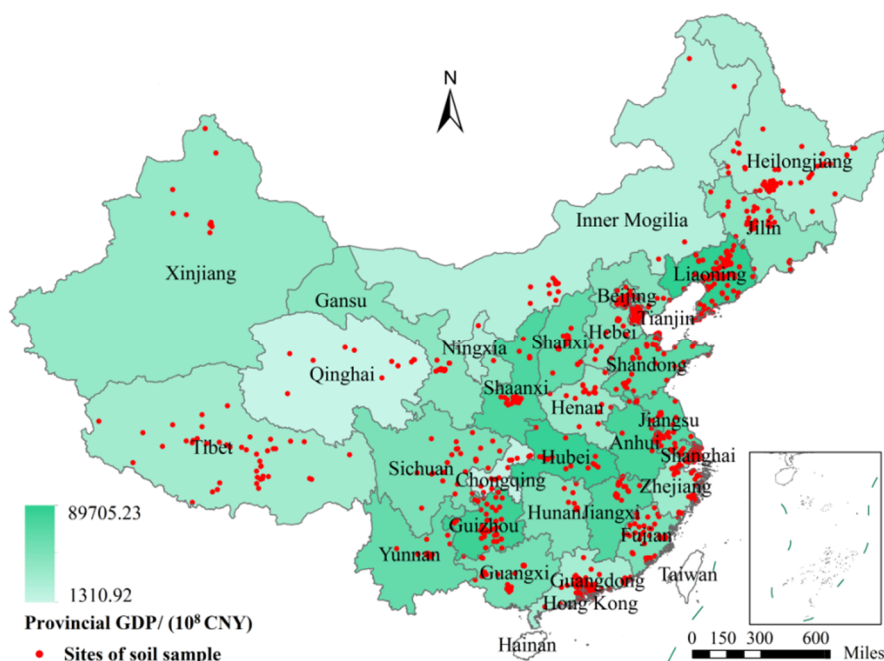 N
Heilongjiang
Inner Mogilia
Jilin
Xinjiang
Liaoning
Gansu
Beijing
Tianjin
Hebei
Ningxia
Shanxi
Qinghai
Shandong
Shaanxi
Henan
Jiangsu
Tibet
Anhui
Shanghai
Sichuan
Hubei
Chongqing
Zhejiang
Hunan
Jiangxi
Guizhou
Fujian
Yunnan
Guangxi
Guangdong
Taiwan
Hong Kong
Hainan
89705.23
1310.92
Provincial GDP/ (10⁸ CNY)
Sites of soil sample
0 150 300 600
Miles